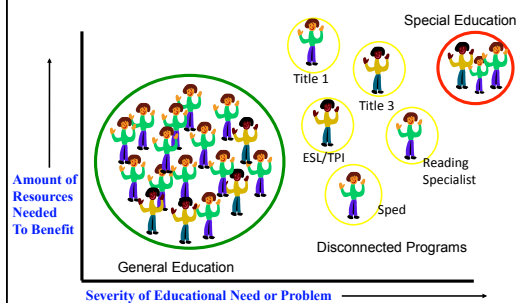 Special Education
Title 1
Title 3
ESL/TPI
Reading
Specialist
Sped
Amount of
Resources
Needed
To Benefit
Disconnected Programs
General Education
Severity of Educational Need or Problem